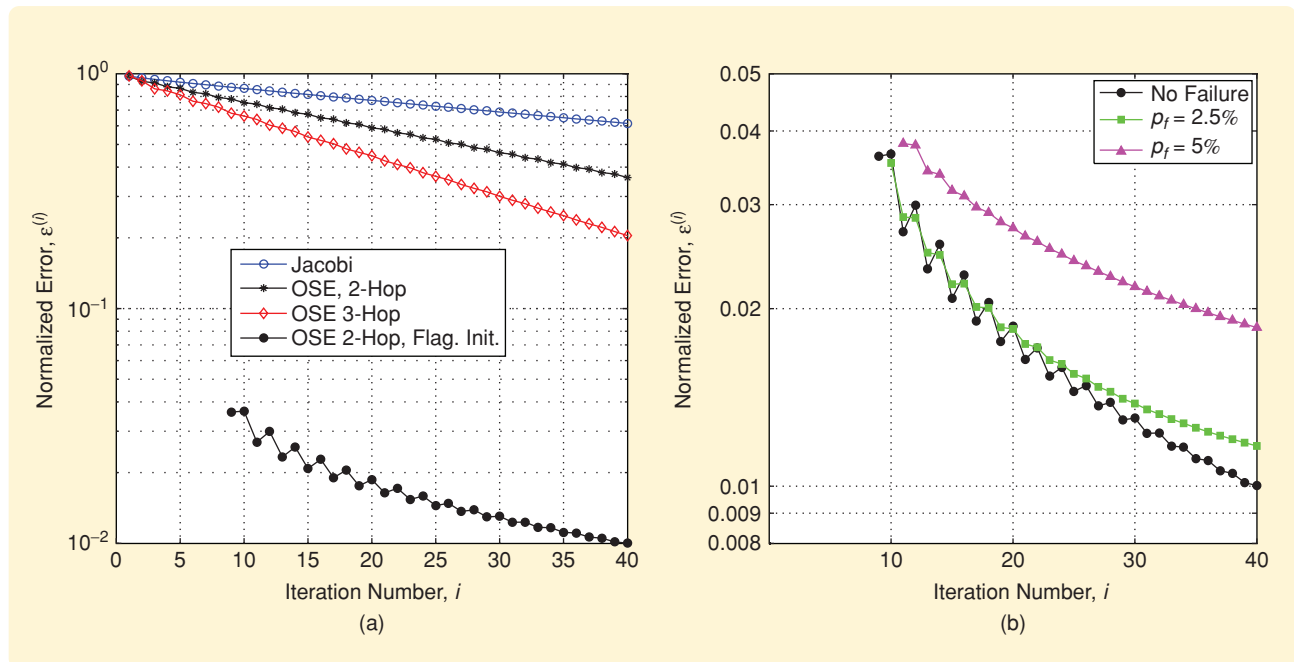 10^0
10^-1
10^-2
Normalized Error, ε^(i)
Jacobi
OSE, 2-Hop
OSE 3-Hop
OSE 2-Hop, Flag. Init.
0 5 10 15 20 25 30 35 40
Iteration Number, i
(a)
0.05
0.04
0.03
0.02
0.01
0.009
0.008
Normalized Error, ε^(i)
No Failure
p_f = 2.5%
p_f = 5%
10 20 30 40
Iteration Number, i
(b)